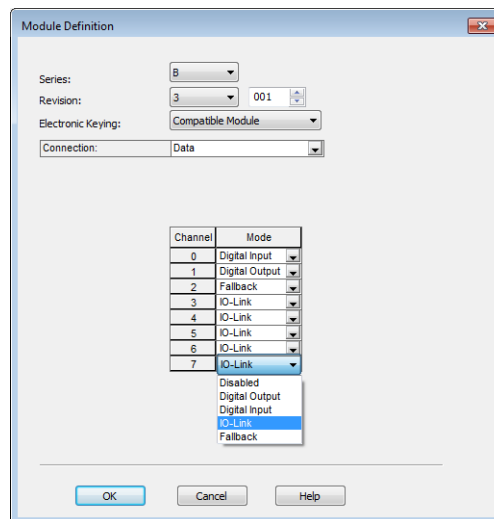 Module Definition
Series: B
Revision: 3 001
Electronic Keying: Compatible Module
Connection: Data
Channel Mode
0 Digital Input
1 Digital Output
2 Fallback
3 IO-Link
4 IO-Link
5 IO-Link
6 IO-Link
7 IO-Link
Disabled
Digital Output
Digital Input
IO-Link
Fallback
OK Cancel Help